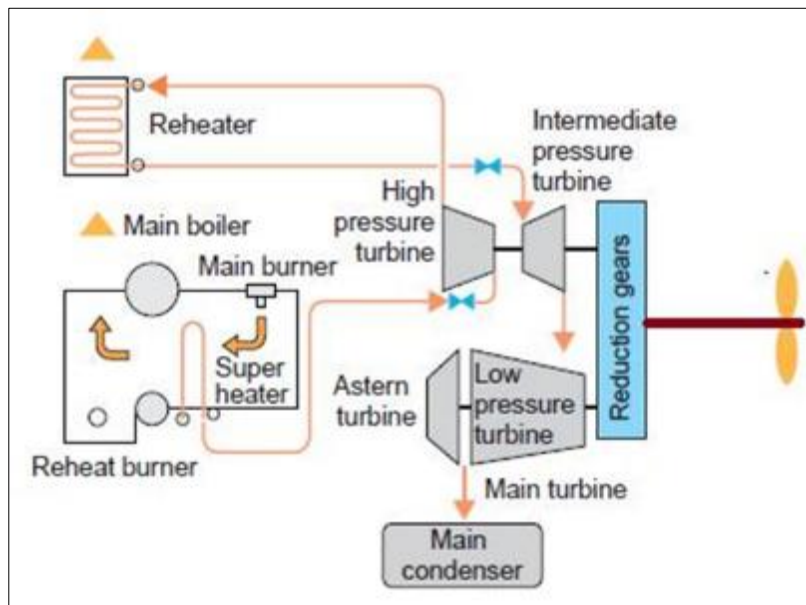 Reheater
Intermediate
pressure
turbine
High
pressure
turbine
Main boiler
Main burner
Super
heater
Reheat burner
Astern
turbine
Low
pressure
turbine
Reduction gears
Main turbine
Main
condenser